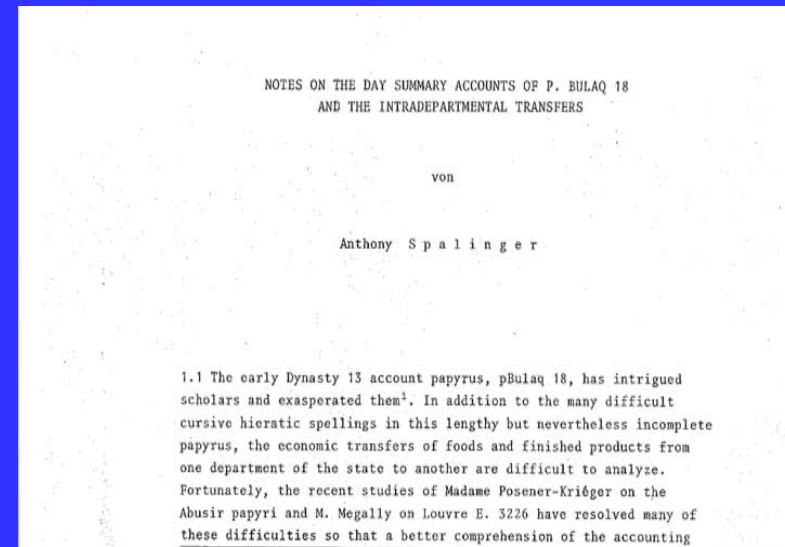 NOTES ON THE DAY SUMMARY ACCOUNTS OF P. BULAQ 18
AND THE INTRADEPARTMENTAL TRANSFERS
von
Anthony S p a l i n g e r
1.1 The early Dynasty 13 account papyrus, pBulaq 18, has intrigued
scholars and exasperated them¹. In addition to the many difficult
cursive hieratic spellings in this lengthy but nevertheless incomplete
papyrus, the economic transfers of foods and finished products from
one department of the state to another are difficult to analyze.
Fortunately, the recent studies of Madame Posener-Kriéger on the
Abusir papyri and M. Megally on Louvre E. 3226 have resolved many of
these difficulties so that a better comprehension of the accounting